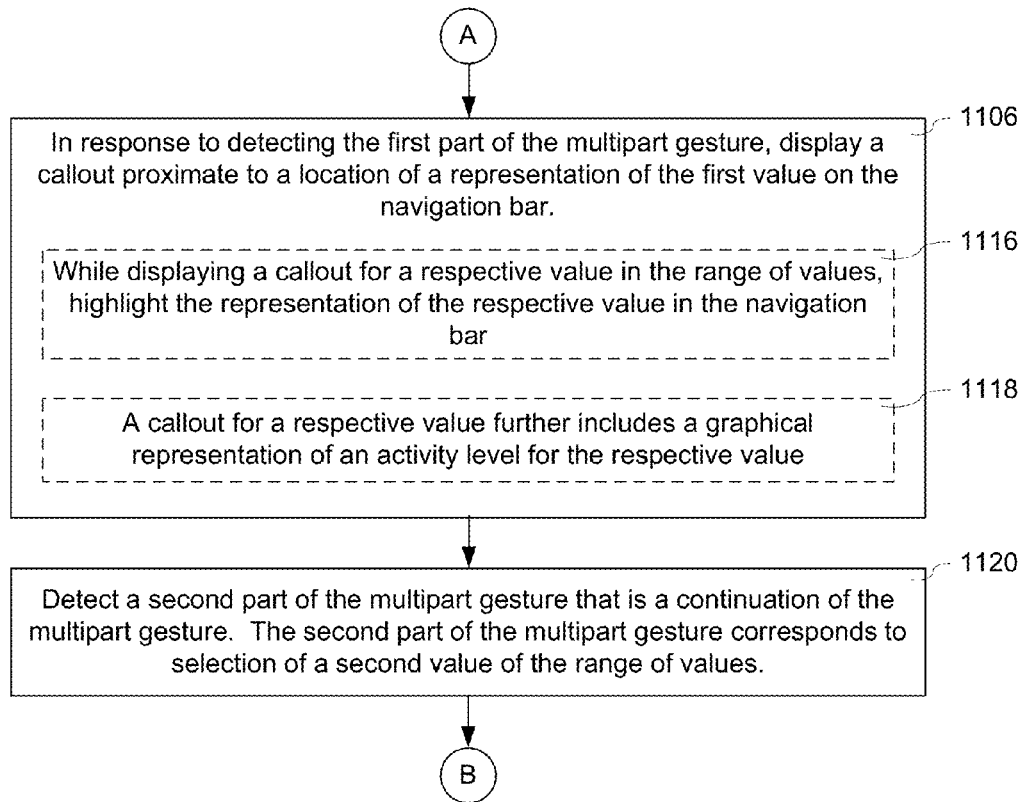 A
1106
In response to detecting the first part of the multipart gesture, display a
callout proximate to a location of a representation of the first value on the
navigation bar.
1116
While displaying a callout for a respective value in the range of values,
highlight the representation of the respective value in the navigation
bar
1118
A callout for a respective value further includes a graphical
representation of an activity level for the respective value
1120
Detect a second part of the multipart gesture that is a continuation of the
multipart gesture.  The second part of the multipart gesture corresponds to
selection of a second value of the range of values.
B